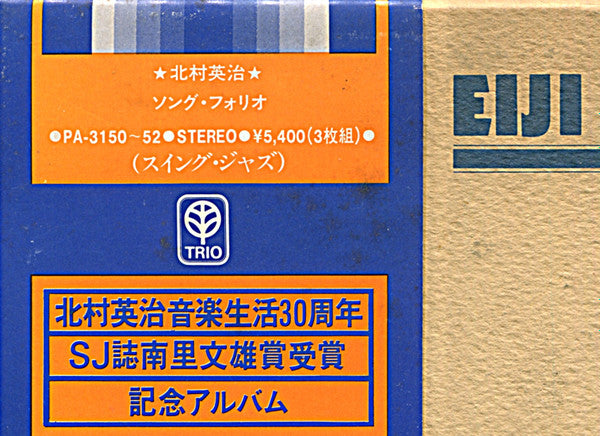 ★北村英治★
ソング・フォリオ
●PA-3150~52●STEREO●¥5,400(3枚組)●
(スイング・ジャズ)
TRIO
北村英治音楽生活30周年
SJ誌南里文雄賞受賞
記念アルバム
EIJI